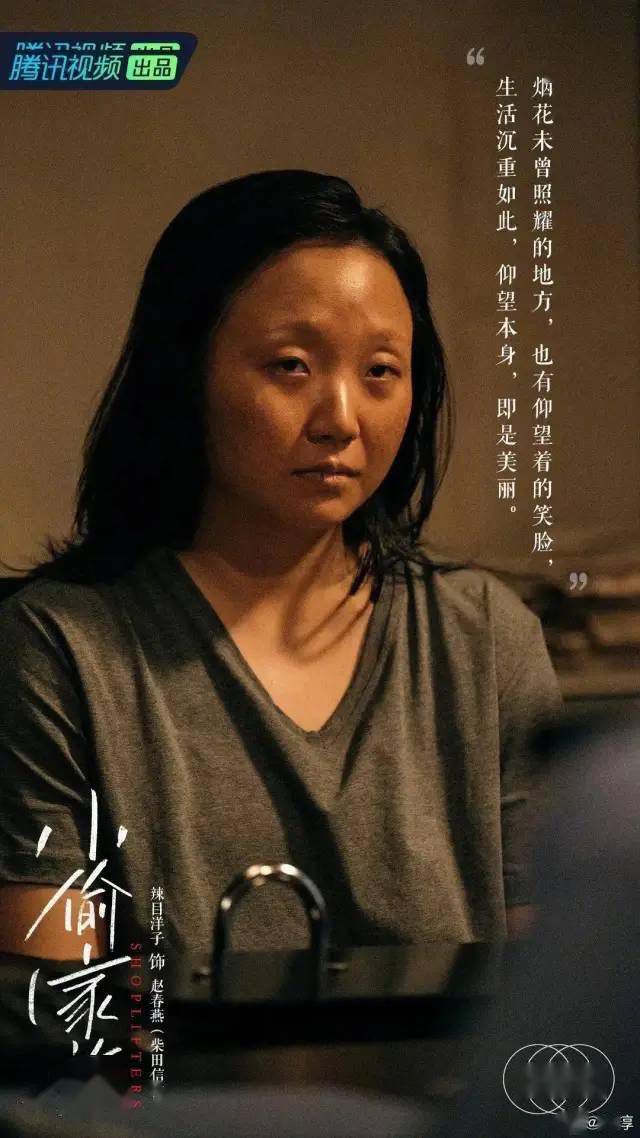 腾讯视频 出品
“
烟花未曾照耀的地方，也有仰望着的笑脸，
生活沉重如此，仰望本身，即是美丽。
”
小偷家族
SHOPLIFTERS
辣目洋子 饰 赵春燕（柴田信
@ 享